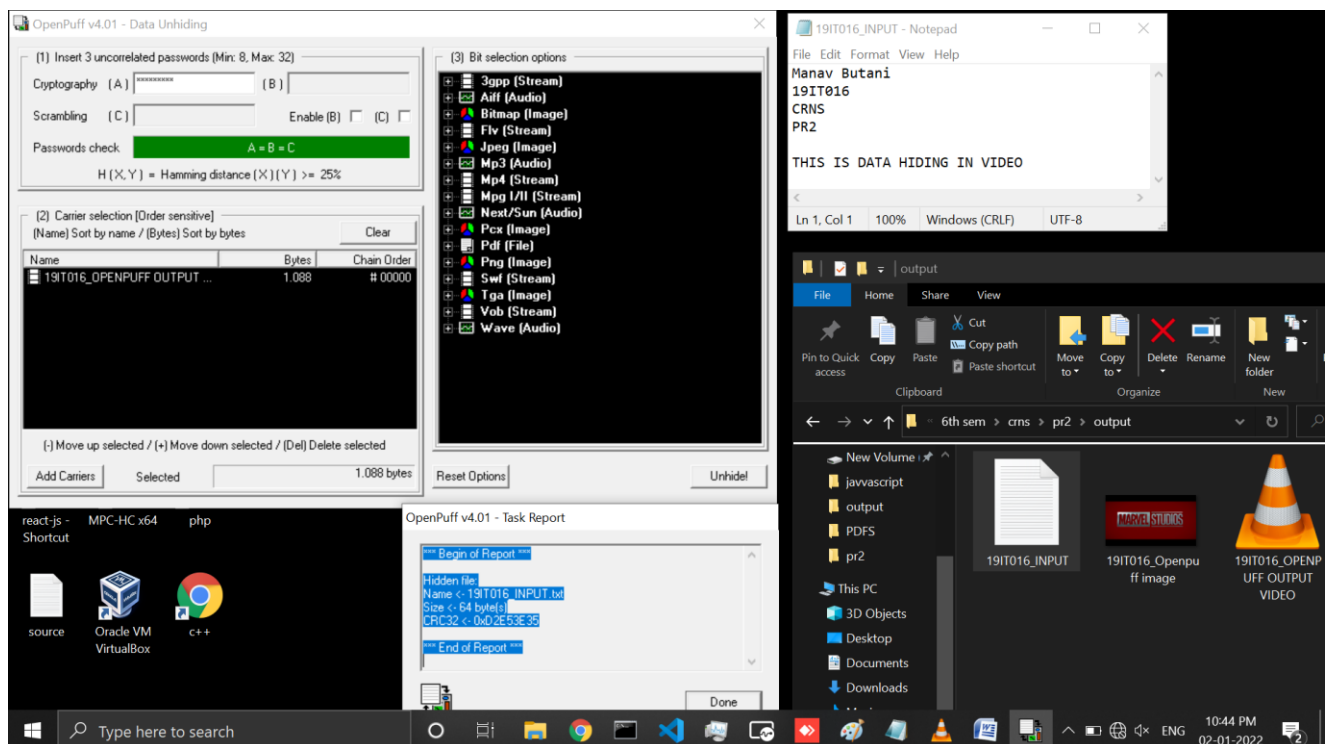 OpenPuff v4.01 - Data Unhiding
(1) Insert 3 uncorrelated passwords (Min: 8, Max: 32)
Cryptography (A) ********* (B)
Scrambling (C) Enable (B) (C)
Passwords check A = B = C
H (X, Y) = Hamming distance (X) (Y) >= 25%
(2) Carrier selection [Order sensitive]
(Name) Sort by name / (Bytes) Sort by bytes Clear
Name Bytes Chain Order
19IT016_OPENPUFF OUTPUT ... 1.088 # 00000
(-) Move up selected / (+) Move down selected / (Del) Delete selected
Add Carriers Selected 1.088 bytes
(3) Bit selection options
3gpp (Stream)
Aiff (Audio)
Bitmap (Image)
Flv (Stream)
Jpeg (Image)
Mp3 (Audio)
Mp4 (Stream)
Mpg I/II (Stream)
Next/Sun (Audio)
Pcx (Image)
Pdf (File)
Png (Image)
Swf (Stream)
Tga (Image)
Vob (Stream)
Wave (Audio)
Reset Options Unhide!
19IT016_INPUT - Notepad
File Edit Format View Help
Manav Butani
19IT016
CRNS
PR2
THIS IS DATA HIDING IN VIDEO
Ln 1, Col 1 100% Windows (CRLF) UTF-8
output
File Home Share View
Pin to Quick access
Copy
Paste
Cut
Copy path
Paste shortcut
Move to
Copy to
Delete
Rename
New folder
Clipboard Organize New
6th sem > crns > pr2 > output
New Volume
javvascript
output
PDFS
pr2
This PC
3D Objects
Desktop
Documents
Downloads
19IT016_INPUT
MARVEL STUDIOS
19IT016_Openpu
ff image
19IT016_OPENP
UFF OUTPUT
VIDEO
react-js -
Shortcut
MPC-HC x64
php
source
Oracle VM
VirtualBox
c++
OpenPuff v4.01 - Task Report
*** Begin of Report ***
Hidden file:
Name <- 19IT016_INPUT.txt
Size <- 64 byte(s)
CRC32 <- 0xD2E53E35
*** End of Report ***
Done
Type here to search
ENG
10:44 PM
02-01-2022
2